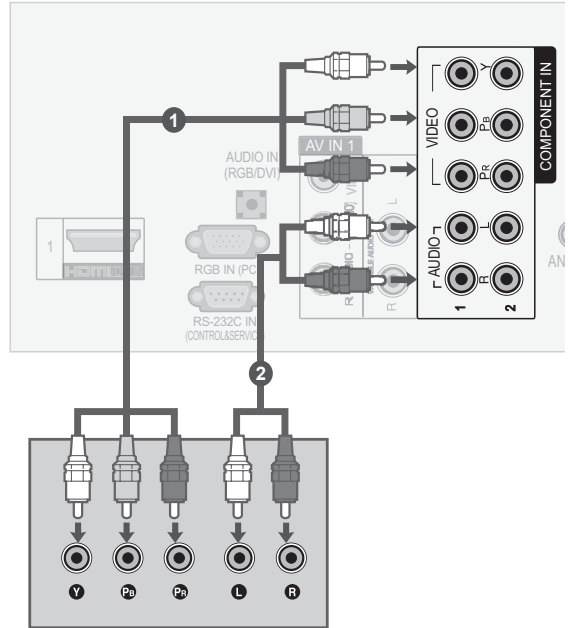 COMPONENT IN
Y
PB
PR
L
R
VIDEO
AUDIO
1
2
1
AV IN 1
AUDIO IN
(RGB/DVI)
L
R
1
HDMI
RGB IN (PC)
RS-232C IN
(CONTROL&SERVICE)
AN
2
Y
PB
PR
L
R